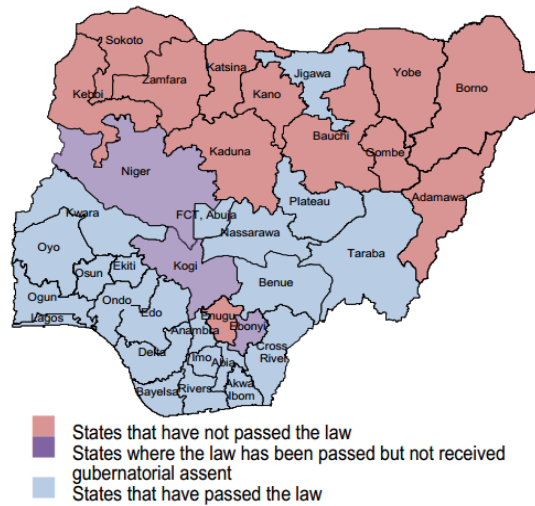 Sokoto
Katsina
Jigawa
Yobe
Borno
Zamfara
Kebbi
Kano
Bauchi
Gombe
Kaduna
Niger
Adamawa
Plateau
FCT, Abuja
Kwara
Nassarawa
Taraba
Oyo
Kogi
Osun
Ekiti
Benue
Ogun
Ondo
Edo
Lagos
Enugu
Anambra
Ebonyi
Cross
River
Delta
Imo
Abia
Bayelsa
Rivers
Akwa
Ibom
States that have not passed the law
States where the law has been passed but not received
gubernatorial assent
States that have passed the law